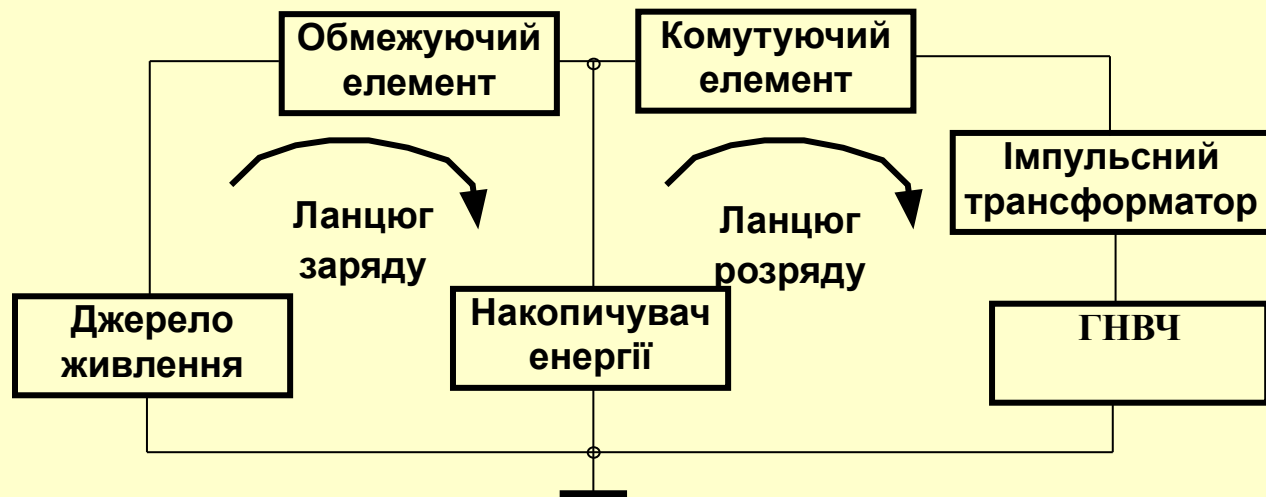 Обмежуючий
елемент
Комутуючий
елемент
Імпульсний
трансформатор
Ланцюг
заряду
Ланцюг
розряду
Джерело
живлення
Накопичувач
енергії
ГНВЧ